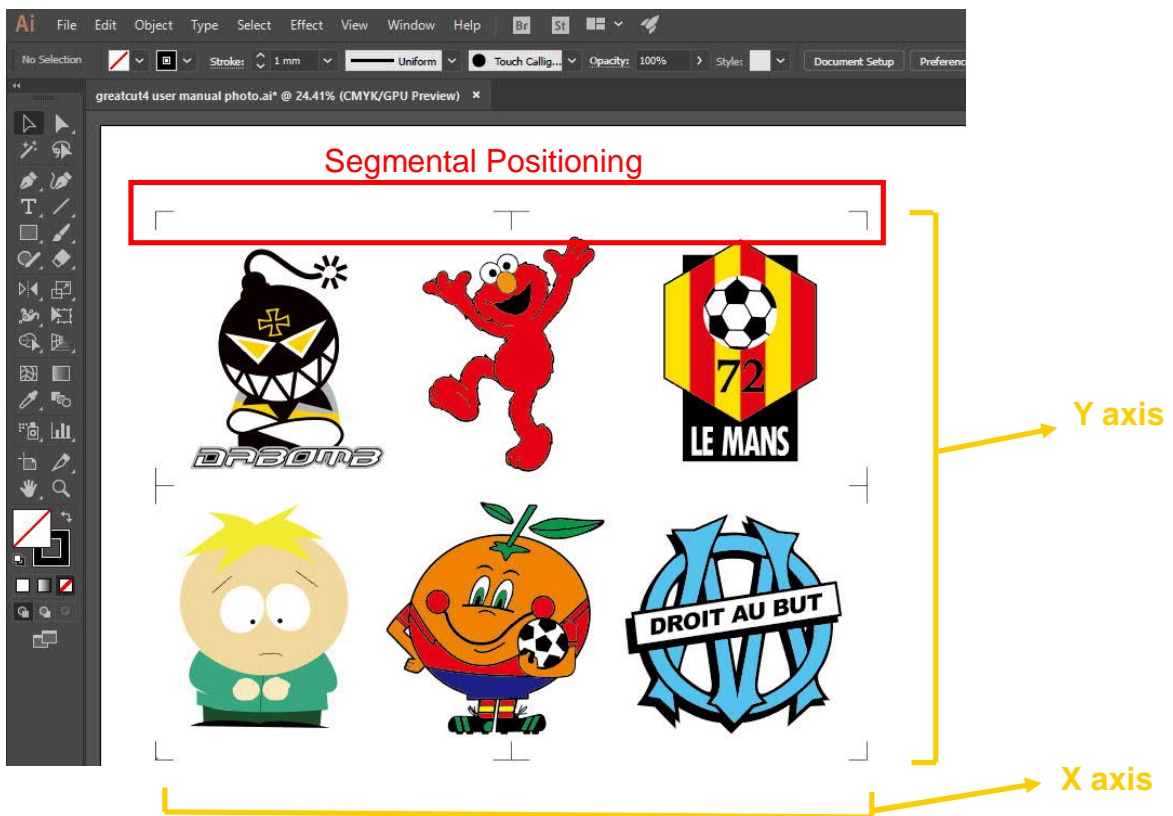 Ai File Edit Object Type Select Effect View Window Help Br St
No Selection Stroke: 1 mm Uniform Touch Callig... Opacity: 100% Style: Document Setup Preferenc
greatcut4 user manual photo.ai* @ 24.41% (CMYK/GPU Preview) ×
Segmental Positioning
72
LE MANS
DABOMB
Y axis
DROIT AU BUT
X axis